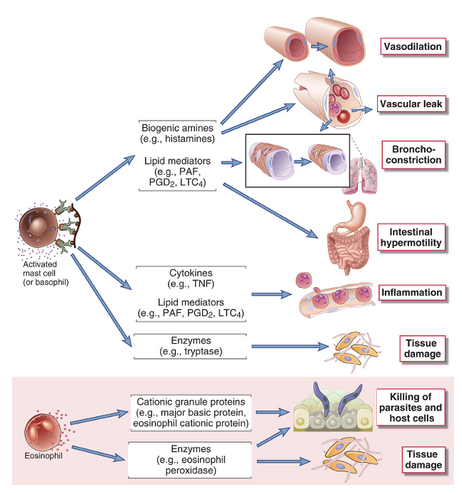 Vasodilation
Vascular leak
Biogenic amines
(e.g., histamines)
Lipid mediators
(e.g., PAF,
PGD2, LTC4)
Broncho-
constriction
Intestinal
hypermotility
Activated
mast cell
(or basophil)
Cytokines
(e.g., TNF)
Lipid mediators
(e.g., PAF, PGD2, LTC4)
Inflammation
Enzymes
(e.g., tryptase)
Tissue
damage
Eosinophil
Cationic granule proteins
(e.g., major basic protein,
eosinophil cationic protein)
Killing of
parasites and
host cells
Enzymes
(e.g., eosinophil
peroxidase)
Tissue
damage